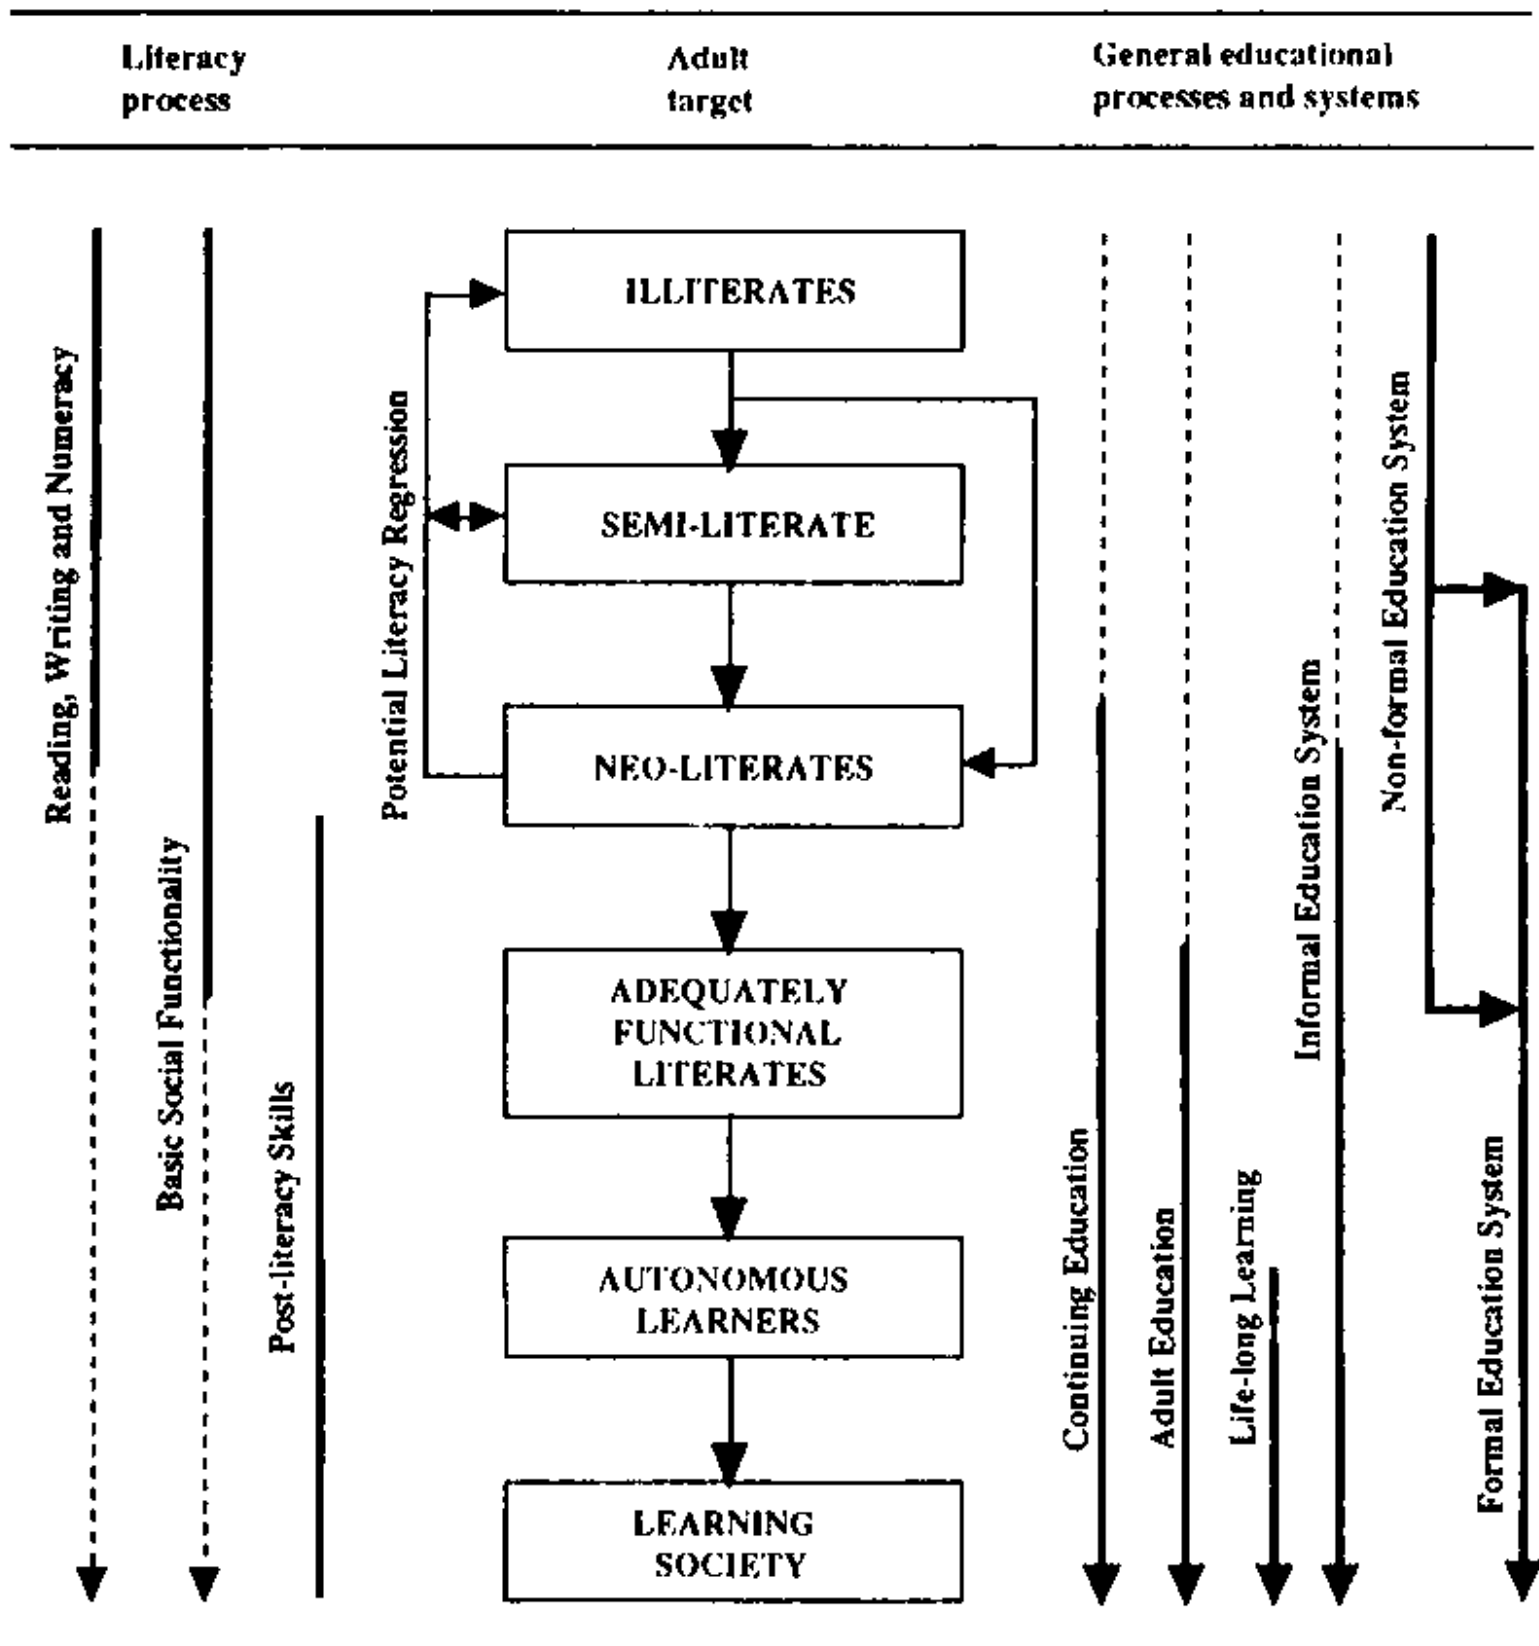 Literacy
process
Adult
target
General educational
processes and systems
Reading, Writing and Numeracy
Basic Social Functionality
Post-literacy Skills
Potential Literacy Regression
ILLITERATES
SEMI-LITERATE
NEO-LITERATES
ADEQUATELY
FUNCTIONAL
LITERATES
AUTONOMOUS
LEARNERS
LEARNING
SOCIETY
Continuing Education
Adult Education
Life-long Learning
Informal Education System
Non-formal Education System
Formal Education System